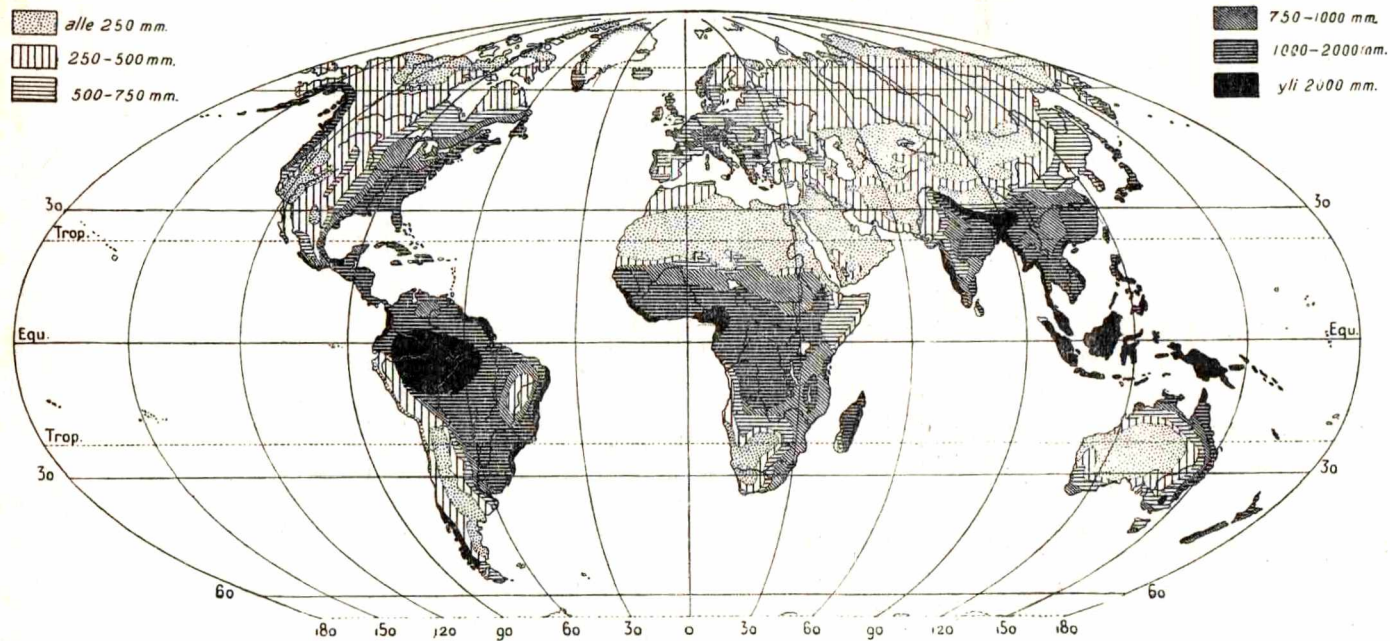 alle 250 mm.
250-500 mm.
500-750 mm.
750-1000 mm.
1000-2000 mm.
yli 2000 mm.
30 30
Trop.
Equ. Equ.
Trop.
30 30
60 60
180 150 120 90 60 30 0 30 60 90 120 150 180